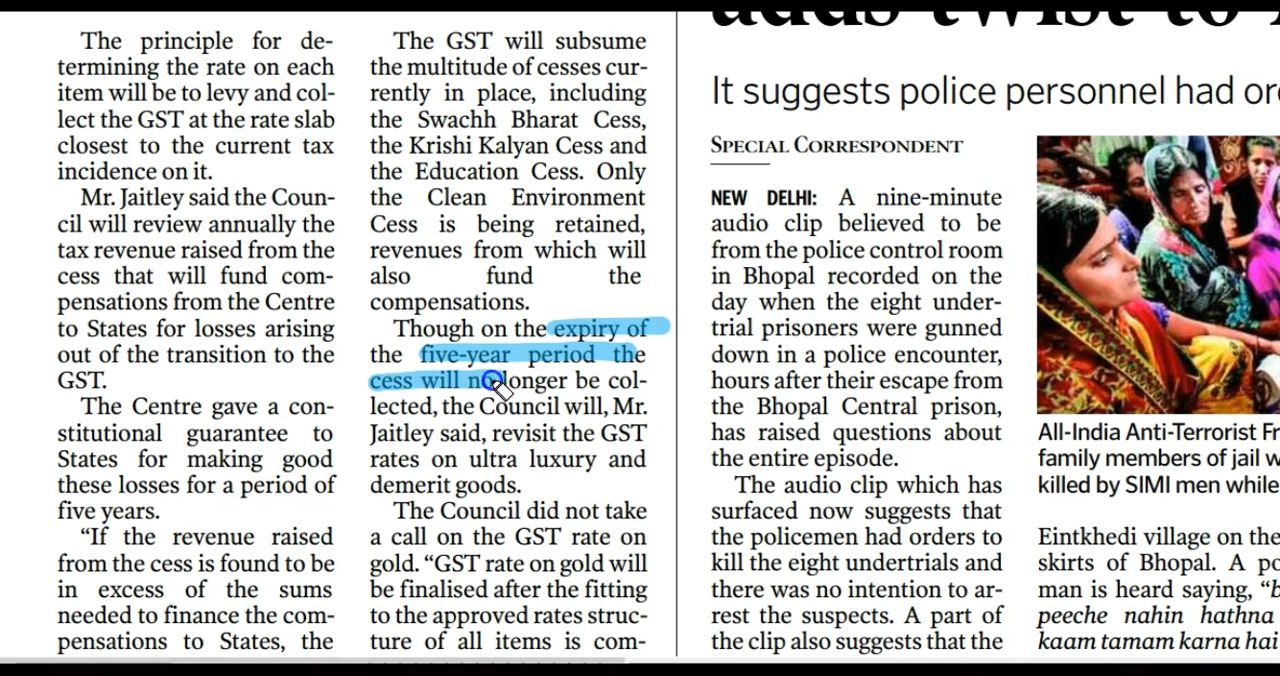 The principle for de-
termining the rate on each
item will be to levy and col-
lect the GST at the rate slab
closest to the current tax
incidence on it.
Mr. Jaitley said the Coun-
cil will review annually the
tax revenue raised from the
cess that will fund com-
pensations from the Centre
to States for losses arising
out of the transition to the
GST.
The Centre gave a con-
stitutional guarantee to
States for making good
these losses for a period of
five years.
“If the revenue raised
from the cess is found to be
in excess of the sums
needed to finance the com-
pensations to States, the
The GST will subsume
the multitude of cesses cur-
rently in place, including
the Swachh Bharat Cess,
the Krishi Kalyan Cess and
the Education Cess. Only
the Clean Environment
Cess is being retained,
revenues from which will
also fund the
compensations.
Though on the expiry of
the five-year period the
cess will no longer be col-
lected, the Council will, Mr.
Jaitley said, revisit the GST
rates on ultra luxury and
demerit goods.
The Council did not take
a call on the GST rate on
gold. “GST rate on gold will
be finalised after the fitting
to the approved rates struc-
ture of all items is com-
adds twist to
It suggests police personnel had or
SPECIAL CORRESPONDENT
NEW DELHI: A nine-minute
audio clip believed to be
from the police control room
in Bhopal recorded on the
day when the eight under-
trial prisoners were gunned
down in a police encounter,
hours after their escape from
the Bhopal Central prison,
has raised questions about
the entire episode.
The audio clip which has
surfaced now suggests that
the policemen had orders to
kill the eight undertrials and
there was no intention to ar-
rest the suspects. A part of
the clip also suggests that the
All-India Anti-Terrorist Fr
family members of jail w
killed by SIMI men while
Eintkhedi village on the
skirts of Bhopal. A po
man is heard saying, “b
peeche nahin hathna
kaam tamam karna hai